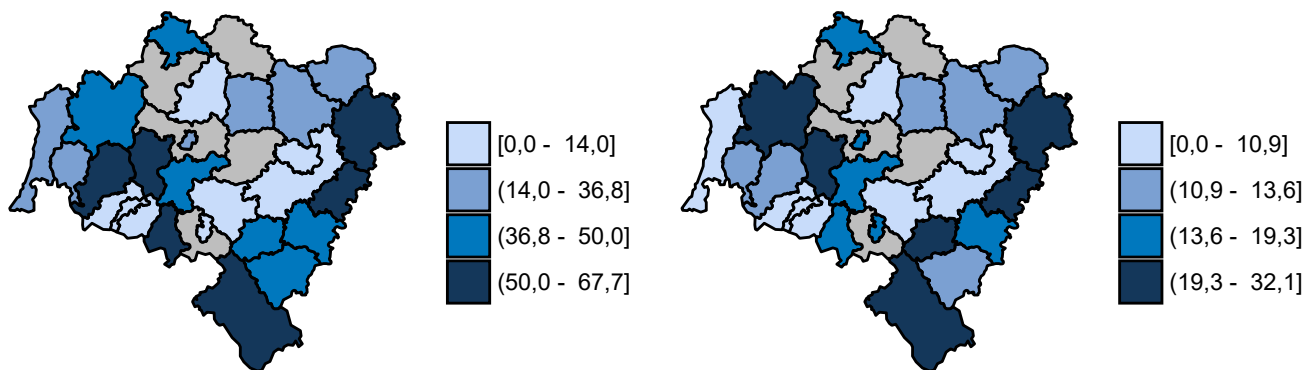 [0,0 - 14,0]
(14,0 - 36,8]
(36,8 - 50,0]
(50,0 - 67,7]
[0,0 - 10,9]
(10,9 - 13,6]
(13,6 - 19,3]
(19,3 - 32,1]